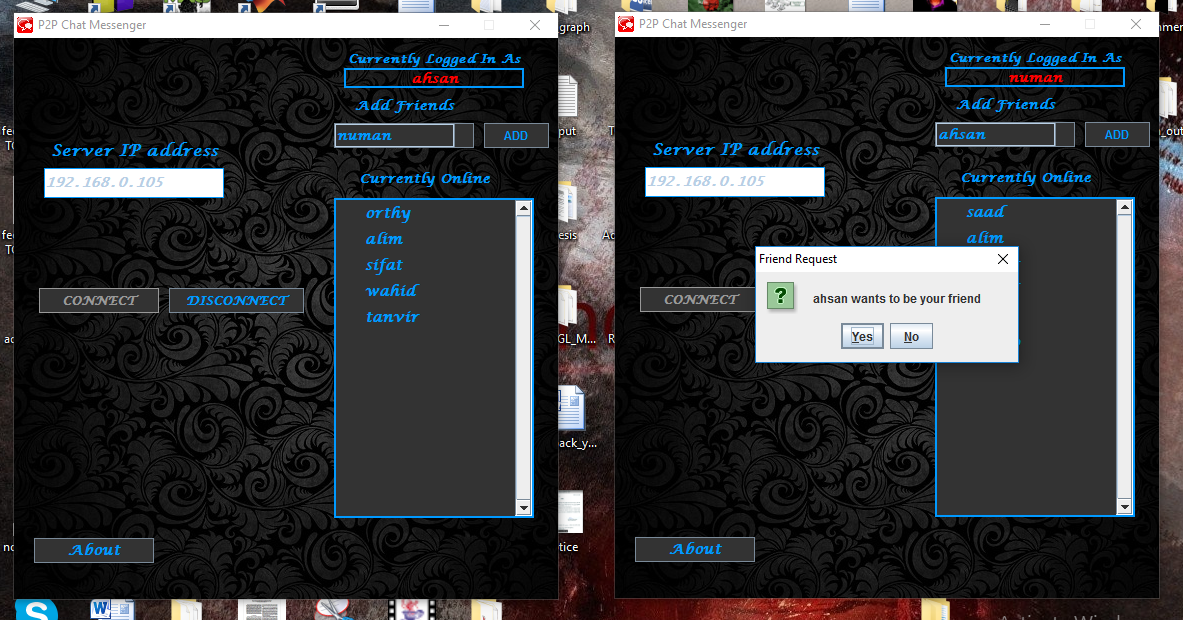 P2P Chat Messenger
Currently Logged In As
ahsan
Add Friends
numan
ADD
Server IP address
192.168.0.105
Currently Online
orthy
alim
sifat
wahid
tanvir
CONNECT
DISCONNECT
About
P2P Chat Messenger
Currently Logged In As
numan
Add Friends
ahsan
ADD
Server IP address
192.168.0.105
Currently Online
saad
alim
CONNECT
Friend Request
ahsan wants to be your friend
Yes
No
About
graph
put
esis
GL_M...
ack_y...
tice